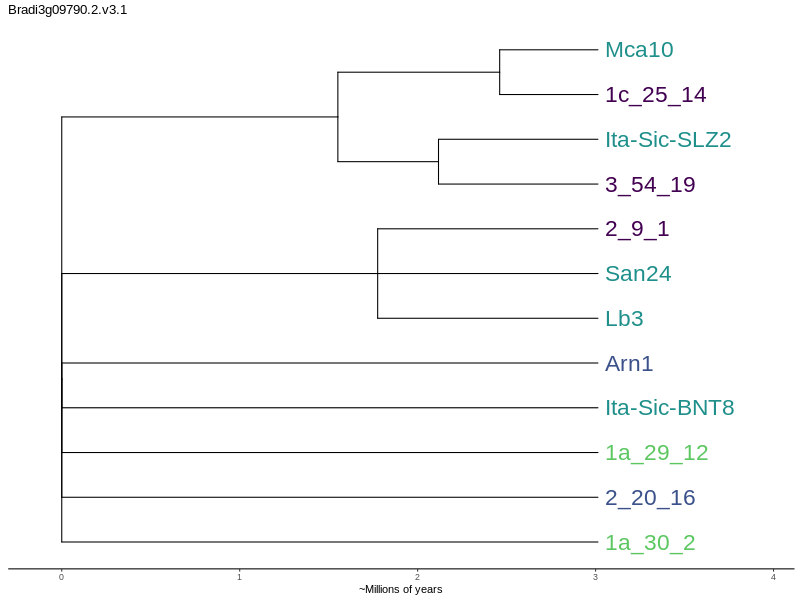 Bradi3g09790.2.v3.1
Mca10
1c_25_14
Ita-Sic-SLZ2
3_54_19
2_9_1
San24
Lb3
Arn1
Ita-Sic-BNT8
1a_29_12
2_20_16
1a_30_2
0 1 2 3 4
~Millions of years